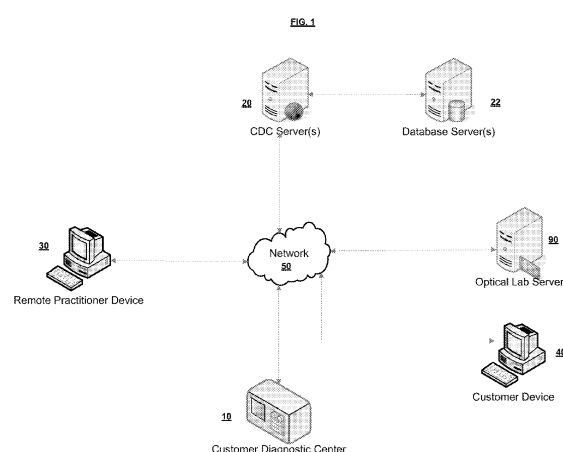 FIG. 1
20
CDC Server(s)
22
Database Server(s)
30
Remote Practitioner Device
Network
50
90
Optical Lab Server
40
Customer Device
10
Customer Diagnostic Center